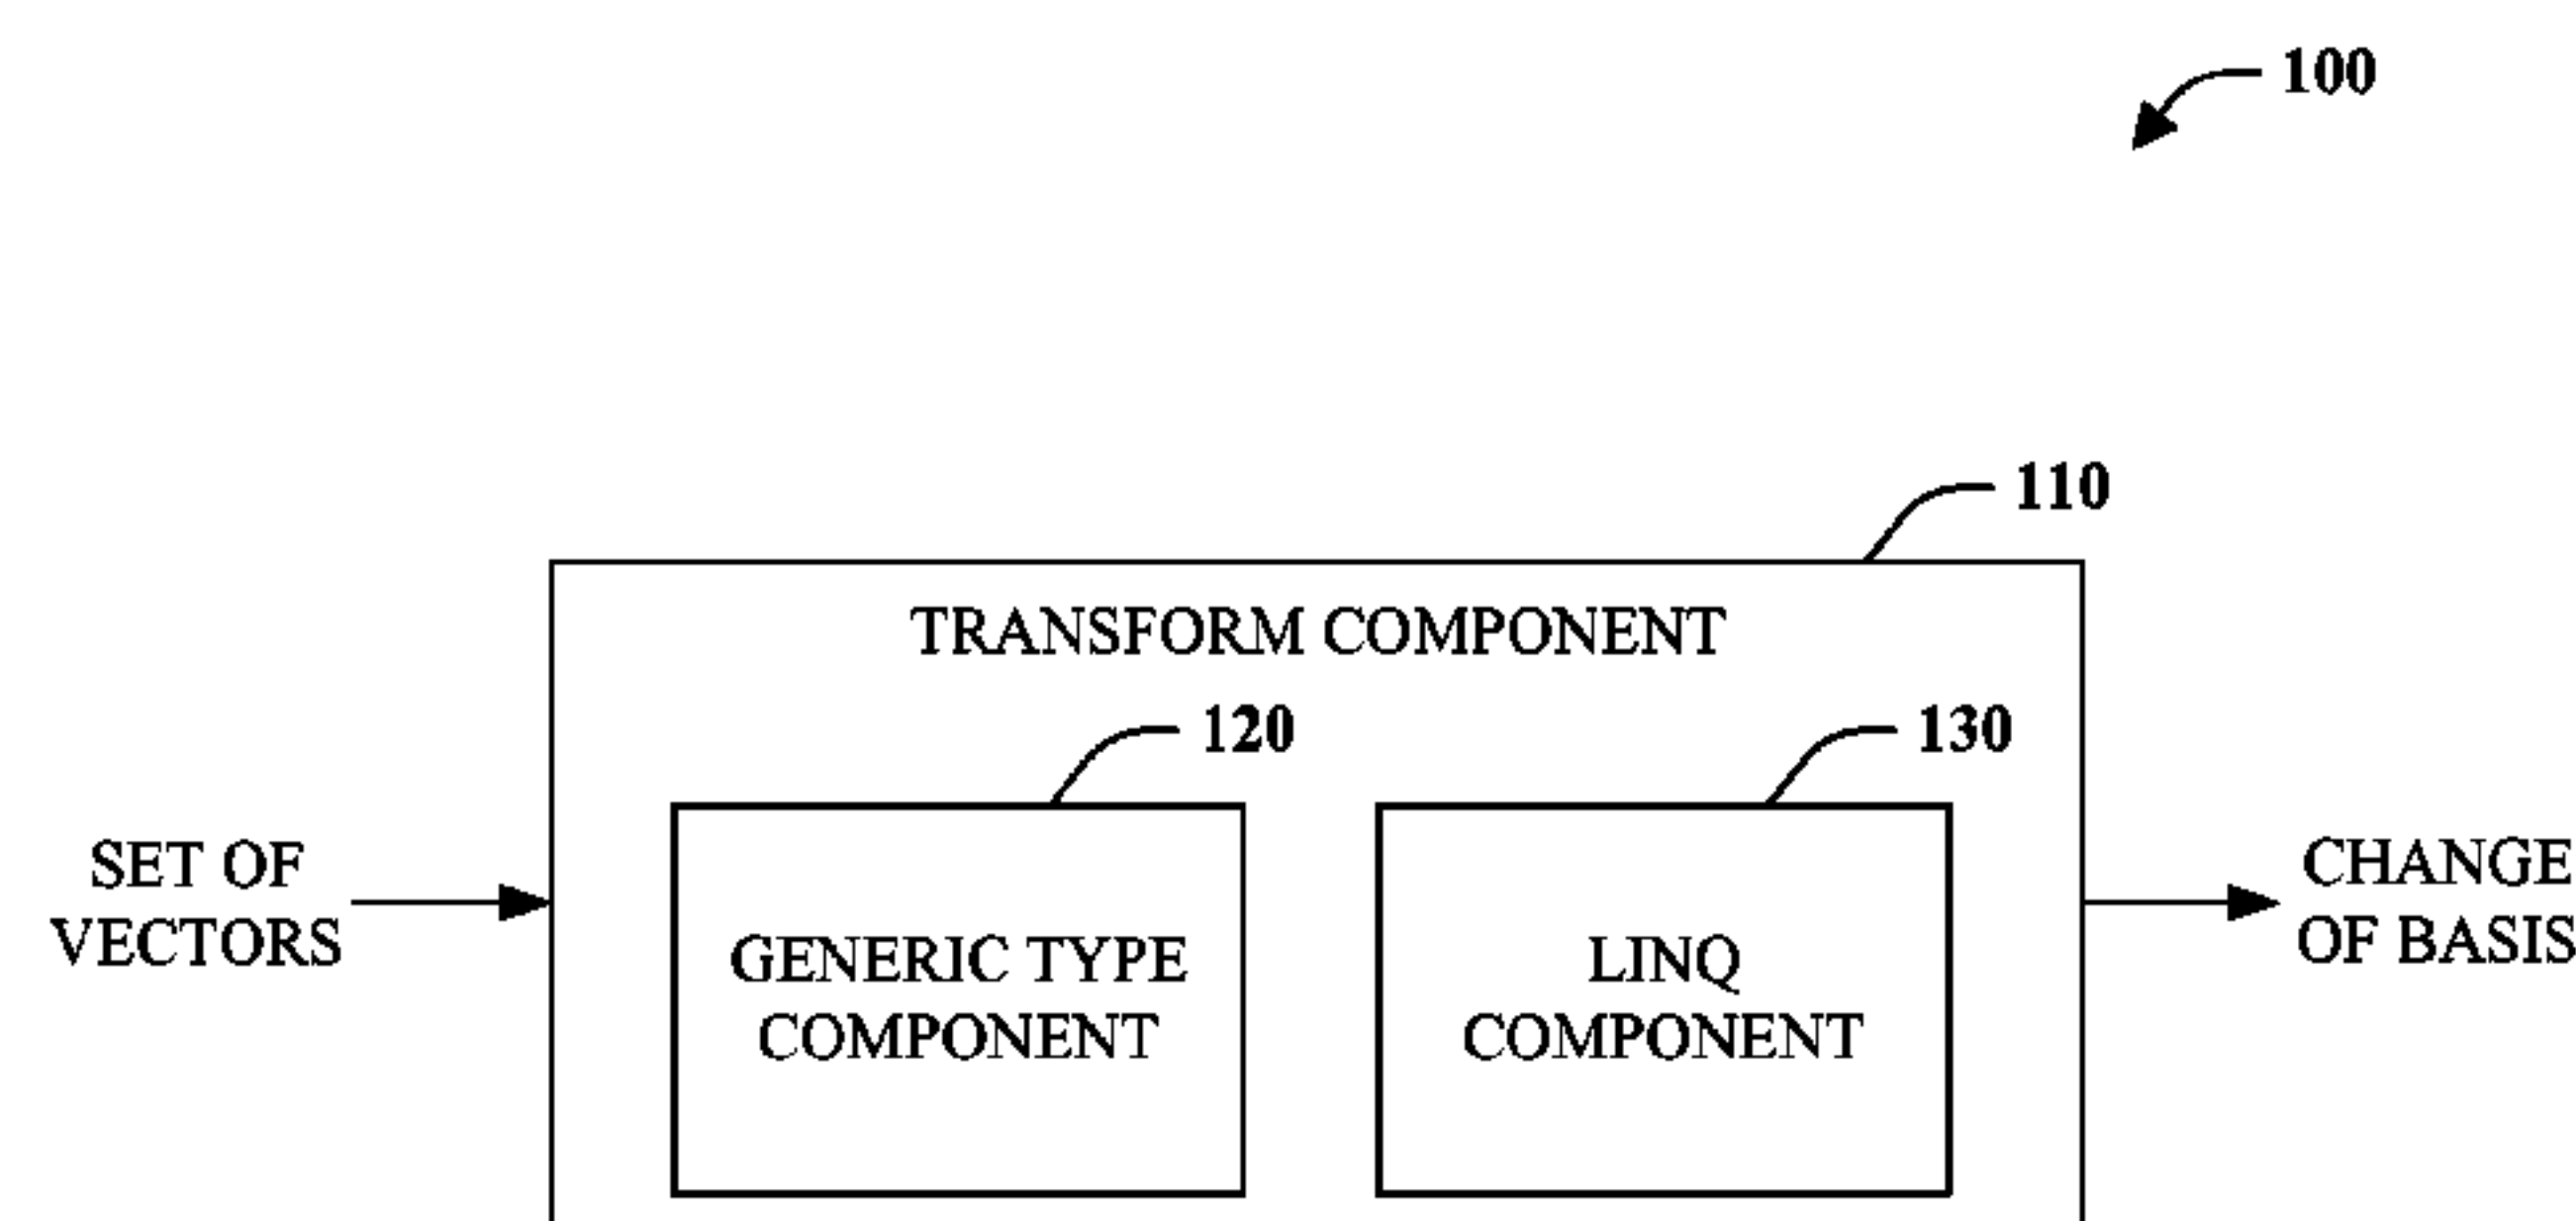 100
110
TRANSFORM COMPONENT
120
130
SET OF
VECTORS
GENERIC TYPE
COMPONENT
LINQ
COMPONENT
CHANGE
OF BASIS